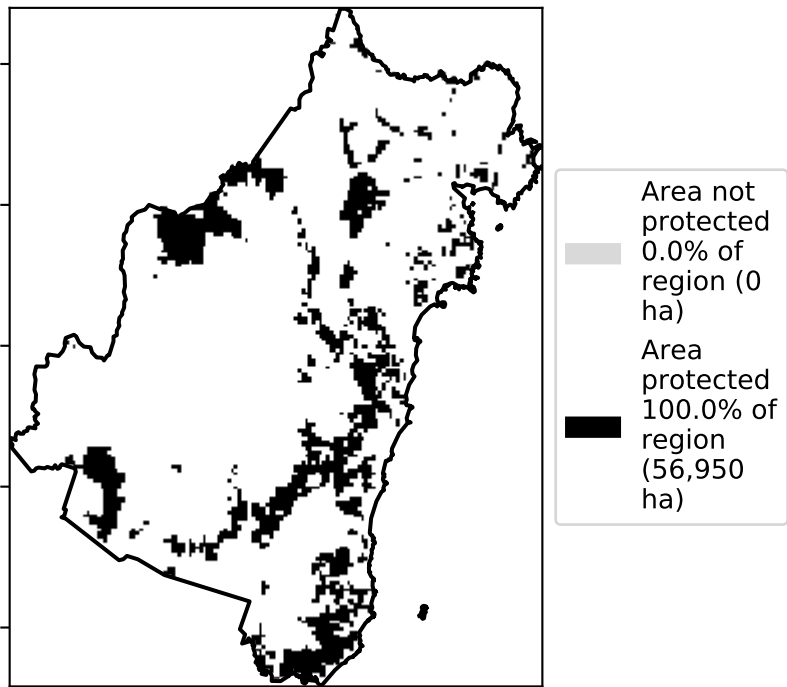 Area not
protected
0.0% of
region (0
ha)
Area
protected
100.0% of
region
(56,950
ha)